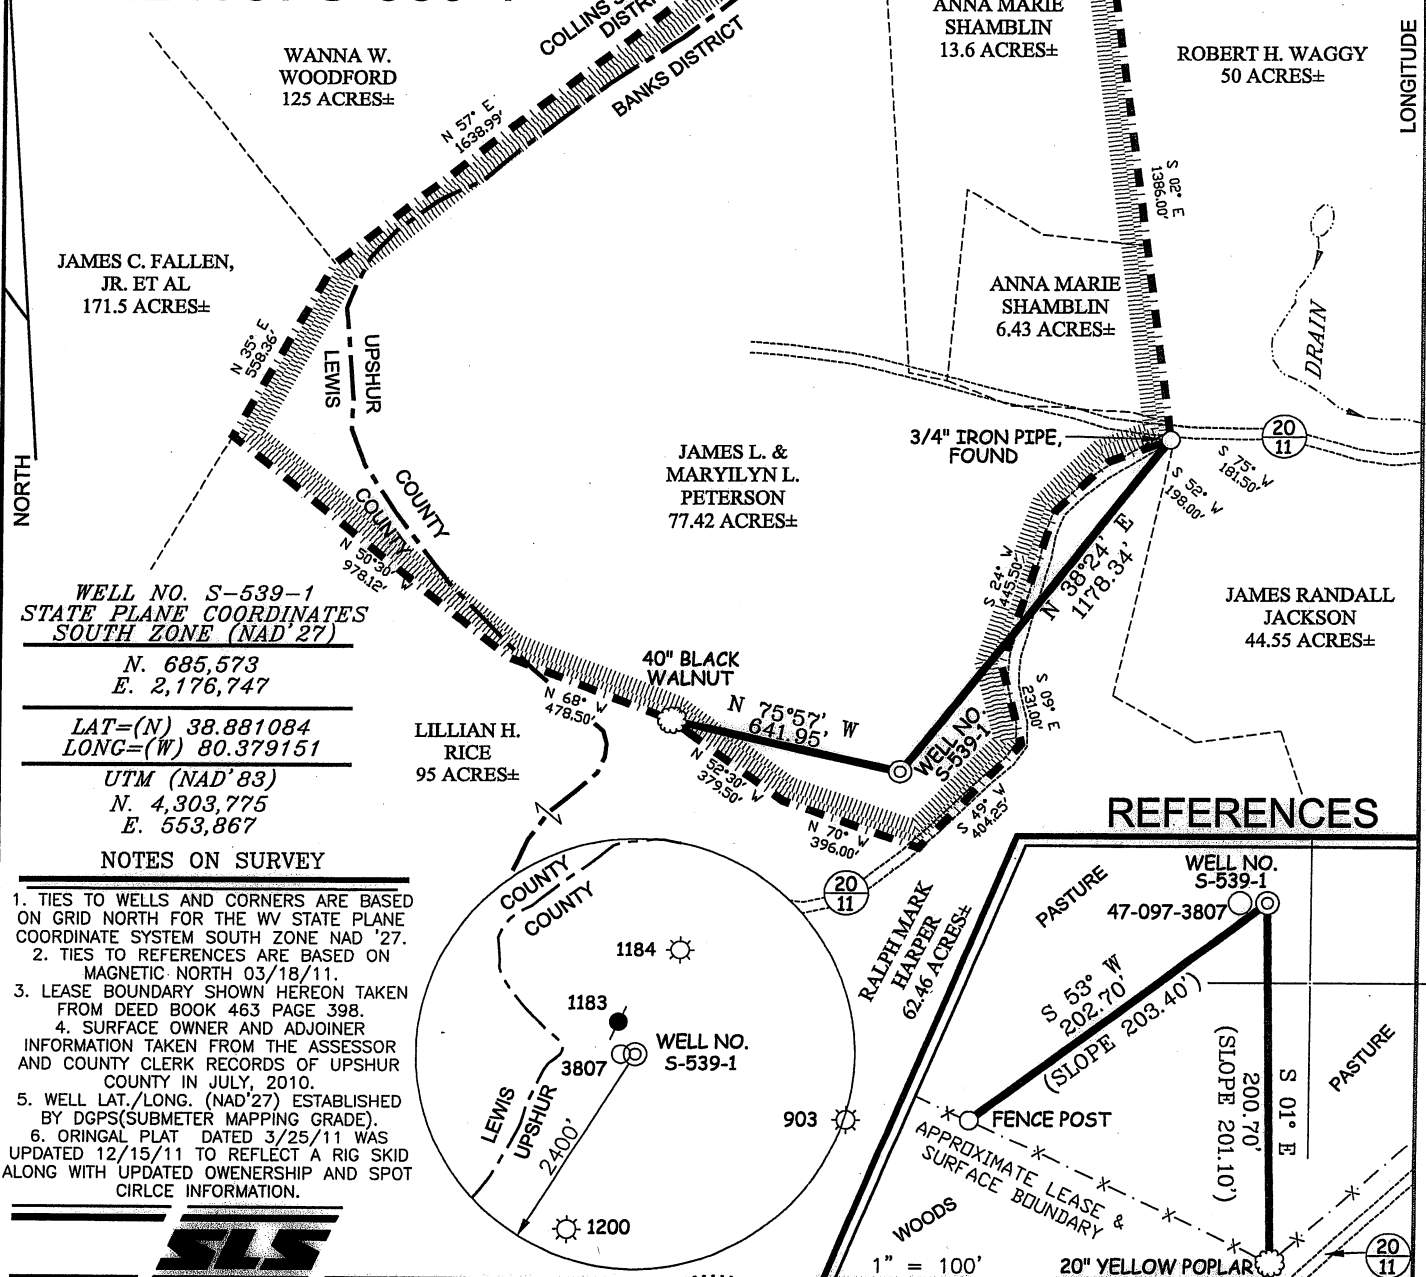 COLLINS
BANKS DISTRICT
WANNA W.
WOODFORD
125 ACRES±
N 57° E
1638.99'
ANNA MARIE
SHAMBLIN
13.6 ACRES±
ROBERT H. WAGGY
50 ACRES±
LONGITUDE
S 02° E
1386.00'
JAMES C. FALLEN,
JR. ET AL
171.5 ACRES±
N 35° E
558.36'
UPSHUR
LEWIS
COUNTY
COUNTY
ANNA MARIE
SHAMBLIN
6.43 ACRES±
DRAIN
NORTH
JAMES L. &
MARYILYN L.
PETERSON
77.42 ACRES±
3/4" IRON PIPE,
FOUND
20
11
S 75° W
181.50'
S 52° W
198.00'
N 50°30' W
978.12'
S 24° W
445.50'
N 38°24' E
1178.34'
JAMES RANDALL
JACKSON
44.55 ACRES±
WELL NO. S-539-1
STATE PLANE COORDINATES
SOUTH ZONE (NAD'27)
N. 685,573
E. 2,176,747
LAT=(N) 38.881084
LONG=(W) 80.379151
UTM (NAD'83)
N. 4,303,775
E. 553,867
40" BLACK
WALNUT
N 68° W
478.50'
LILLIAN H.
RICE
95 ACRES±
N 75°57' W
641.95'
WELL NO.
S-539-1
S 09° E
231.00'
N 52°30' W
379.50'
N 70° W
396.00'
S 49° W
404.25'
20
11
RALPH MARK
HARPER
62.46 ACRES±
NOTES ON SURVEY
1. TIES TO WELLS AND CORNERS ARE BASED
ON GRID NORTH FOR THE WV STATE PLANE
COORDINATE SYSTEM SOUTH ZONE NAD '27.
2. TIES TO REFERENCES ARE BASED ON
MAGNETIC NORTH 03/18/11.
3. LEASE BOUNDARY SHOWN HEREON TAKEN
FROM DEED BOOK 463 PAGE 398.
4. SURFACE OWNER AND ADJOINER
INFORMATION TAKEN FROM THE ASSESSOR
AND COUNTY CLERK RECORDS OF UPSHUR
COUNTY IN JULY, 2010.
5. WELL LAT./LONG. (NAD'27) ESTABLISHED
BY DGPS(SUBMETER MAPPING GRADE).
6. ORINGAL PLAT DATED 3/25/11 WAS
UPDATED 12/15/11 TO REFLECT A RIG SKID
ALONG WITH UPDATED OWENERSHIP AND SPOT
CIRLCE INFORMATION.
SLS
COUNTY
COUNTY
1184
1183
3807
WELL NO.
S-539-1
LEWIS
UPSHUR
2400'
903
1200
REFERENCES
PASTURE
WELL NO.
S-539-1
47-097-3807
S 53° W
202.70'
(SLOPE 203.40')
S 01° E
200.70'
(SLOPE 201.10')
PASTURE
FENCE POST
APPROXIMATE LEASE &
SURFACE BOUNDARY
WOODS
1" = 100'
20" YELLOW POPLAR
20
11